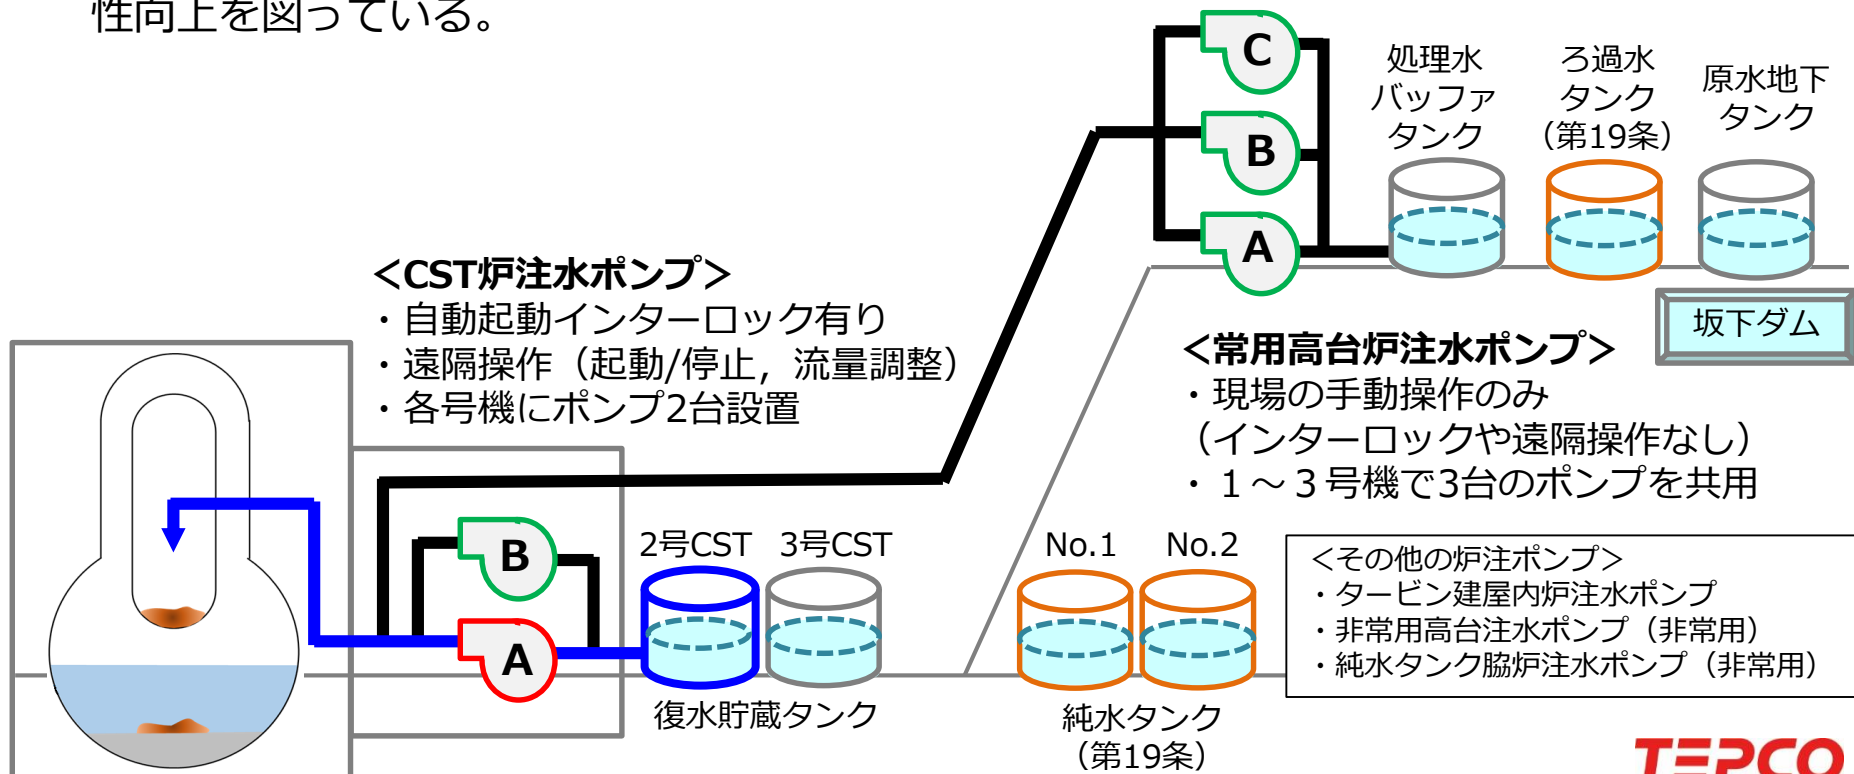 性向上を図っている。
C
B
A
処理水
バッファ
タンク
ろ過水
タンク
（第19条）
原水地下
タンク
坂下ダム
＜CST炉注水ポンプ＞
・自動起動インターロック有り
・遠隔操作（起動/停止，流量調整）
・各号機にポンプ2台設置
＜常用高台炉注水ポンプ＞
・現場の手動操作のみ
（インターロックや遠隔操作なし）
・１～３号機で3台のポンプを共用
B
A
2号CST
3号CST
復水貯蔵タンク
No.1
No.2
純水タンク
（第19条）
＜その他の炉注ポンプ＞
・タービン建屋内炉注水ポンプ
・非常用高台注水ポンプ（非常用）
・純水タンク脇炉注水ポンプ（非常用）
TEPCO